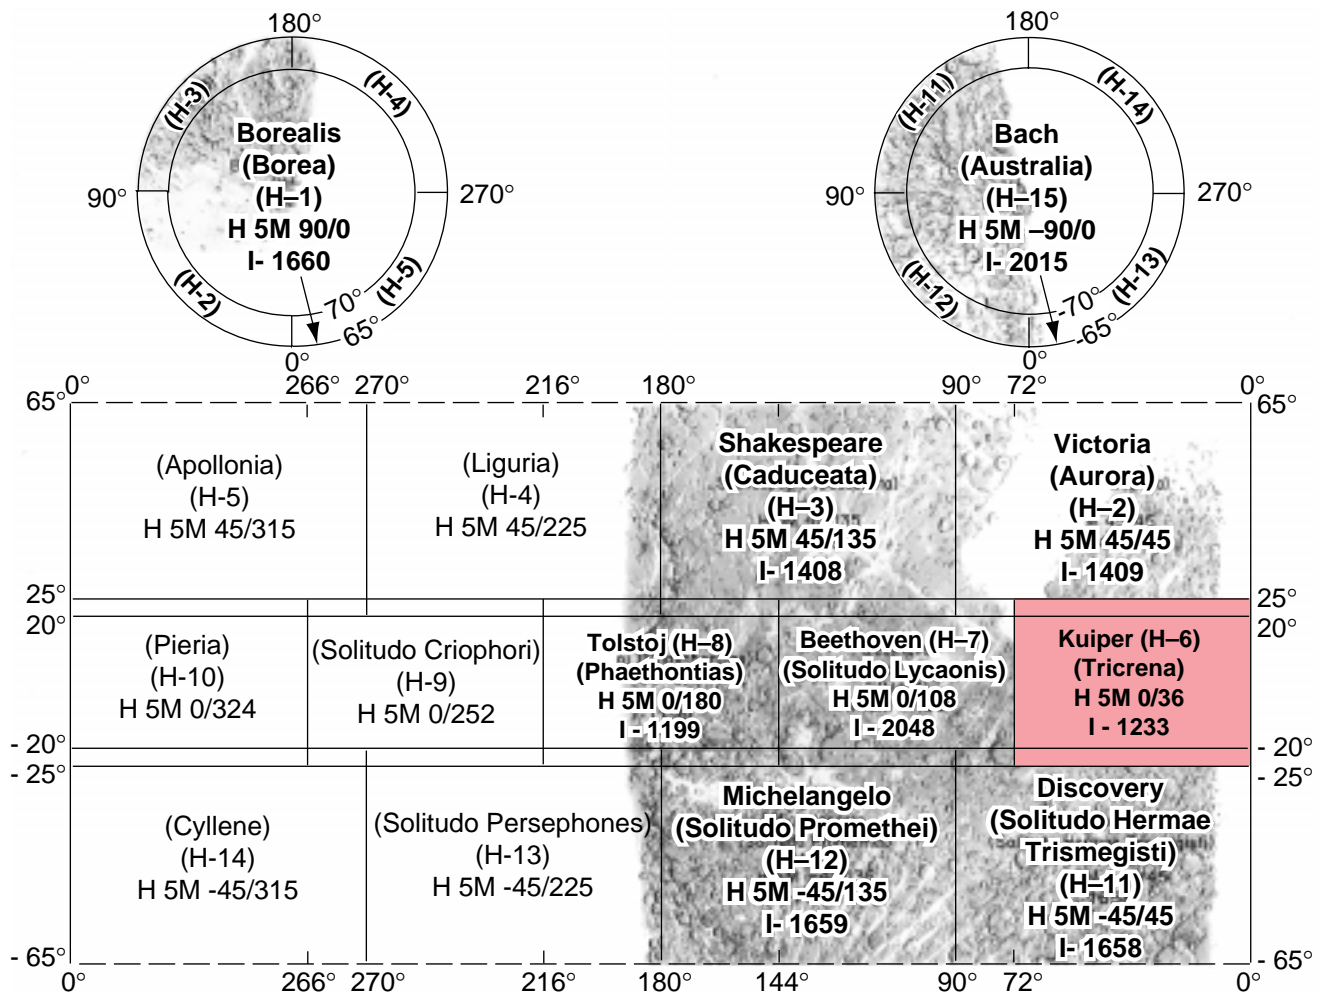 180°
(H-3)
(H-4)
Borealis
(Borea)
(H–1)
H 5M 90/0
I- 1660
90°
270°
(H-2)
(H-5)
70°
65°
0°
180°
(H-11)
(H-14)
Bach
(Australia)
(H–15)
H 5M –90/0
I- 2015
90°
270°
(H-12)
(H-13)
-70°
-65°
0°
0° 266° 270° 216° 180° 90° 72° 0°
65° 65°
(Apollonia)
(H-5)
H 5M 45/315
(Liguria)
(H-4)
H 5M 45/225
Shakespeare
(Caduceata)
(H–3)
H 5M 45/135
I- 1408
Victoria
(Aurora)
(H–2)
H 5M 45/45
I- 1409
25° 25°
20° 20°
(Pieria)
(H-10)
H 5M 0/324
(Solitudo Criophori)
(H-9)
H 5M 0/252
Tolstoj (H–8)
(Phaethontias)
H 5M 0/180
I - 1199
Beethoven (H–7)
(Solitudo Lycaonis)
H 5M 0/108
I - 2048
Kuiper (H–6)
(Tricrena)
H 5M 0/36
I - 1233
- 20° - 20°
- 25° - 25°
(Cyllene)
(H-14)
H 5M -45/315
(Solitudo Persephones)
(H-13)
H 5M -45/225
Michelangelo
(Solitudo Promethei)
(H–12)
H 5M -45/135
I- 1659
Discovery
(Solitudo Hermae
Trismegisti)
(H–11)
H 5M -45/45
I- 1658
- 65° - 65°
0° 266° 270° 216° 180° 144° 90° 72° 0°